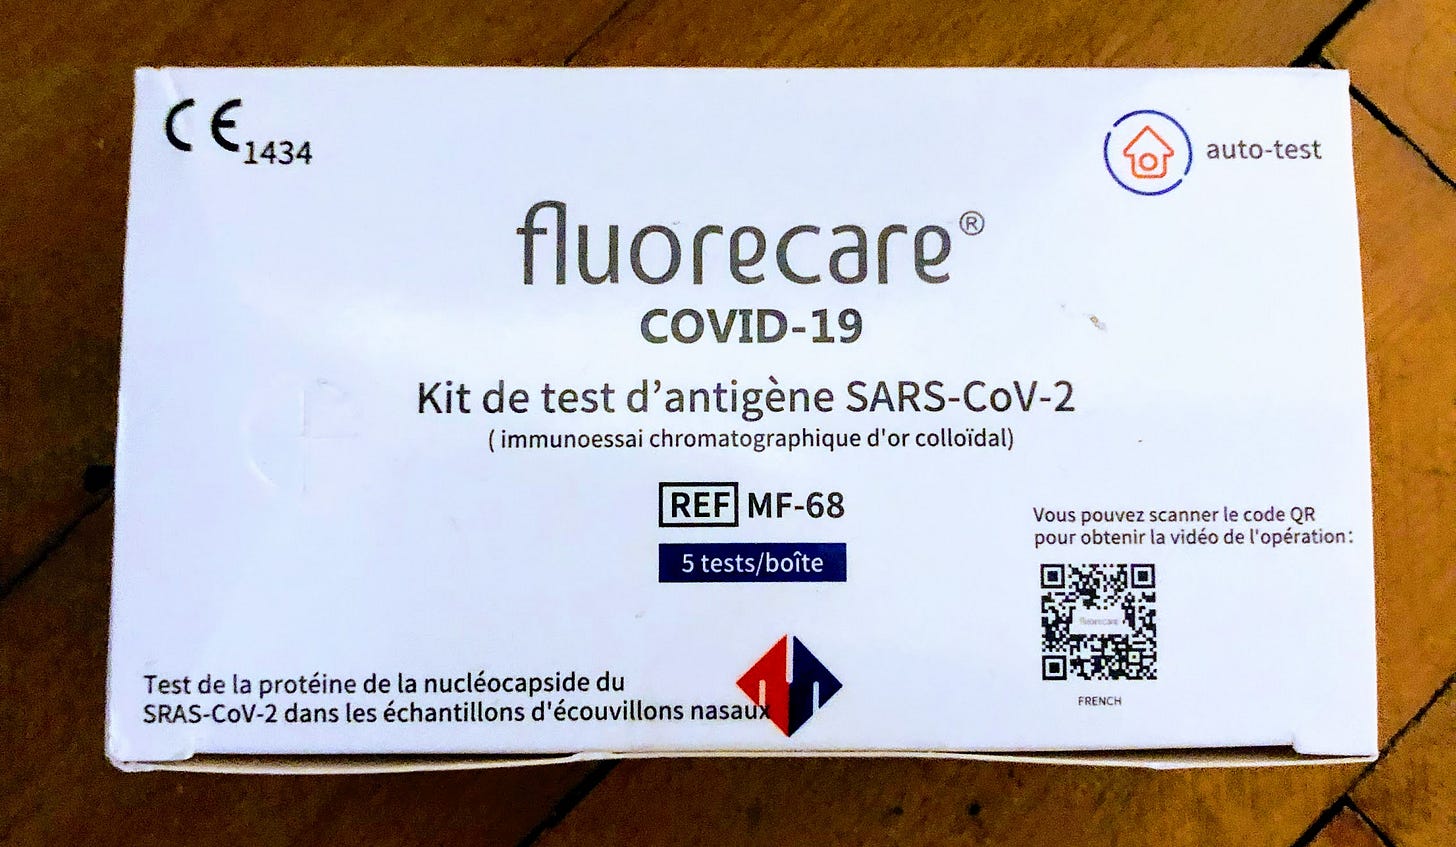 CE 1434
auto-test
fluorecare®
COVID-19
Kit de test d’antigène SARS-CoV-2
( immunoessai chromatographique d'or colloïdal)
REF MF-68
5 tests/boîte
Vous pouvez scanner le code QR
pour obtenir la vidéo de l'opération:
fluorecare
FRENCH
Test de la protéine de la nucléocapside du
SRAS-CoV-2 dans les échantillons d'écouvillons nasaux